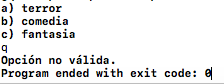 a) terror
b) comedia
c) fantasia
q
Opción no válida.
Program ended with exit code: 0